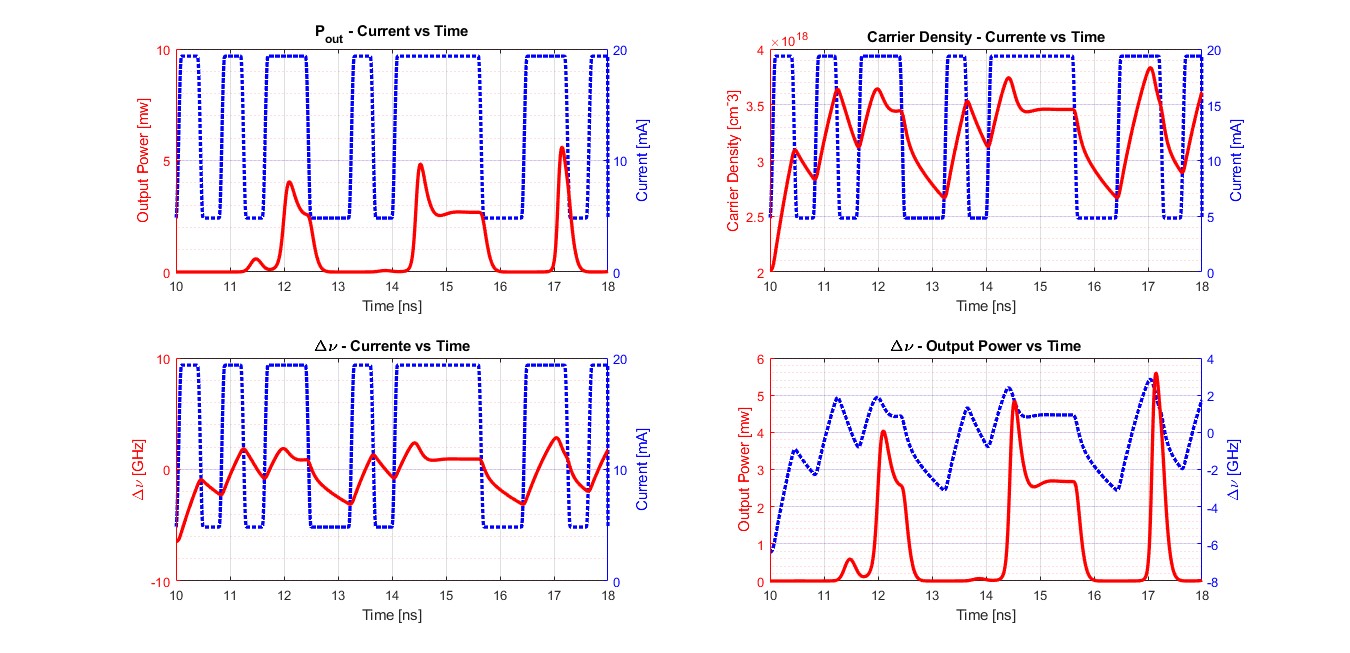 P_out - Current vs Time
10
5
0
Output Power [mw]
20
10
0
Current [mA]
10 11 12 13 14 15 16 17 18
Time [ns]
Carrier Density - Currente vs Time
×10^18
4
3.5
3
2.5
2
Carrier Density [cm^-3]
20
15
10
5
0
Current [mA]
10 11 12 13 14 15 16 17 18
Time [ns]
Δν - Currente vs Time
10
0
-10
Δν [GHz]
20
10
0
Current [mA]
10 11 12 13 14 15 16 17 18
Time [ns]
Δν - Output Power vs Time
6
5
4
3
2
1
0
Output Power [mw]
4
2
0
-2
-4
-6
-8
Δν [GHz]
10 11 12 13 14 15 16 17 18
Time [ns]